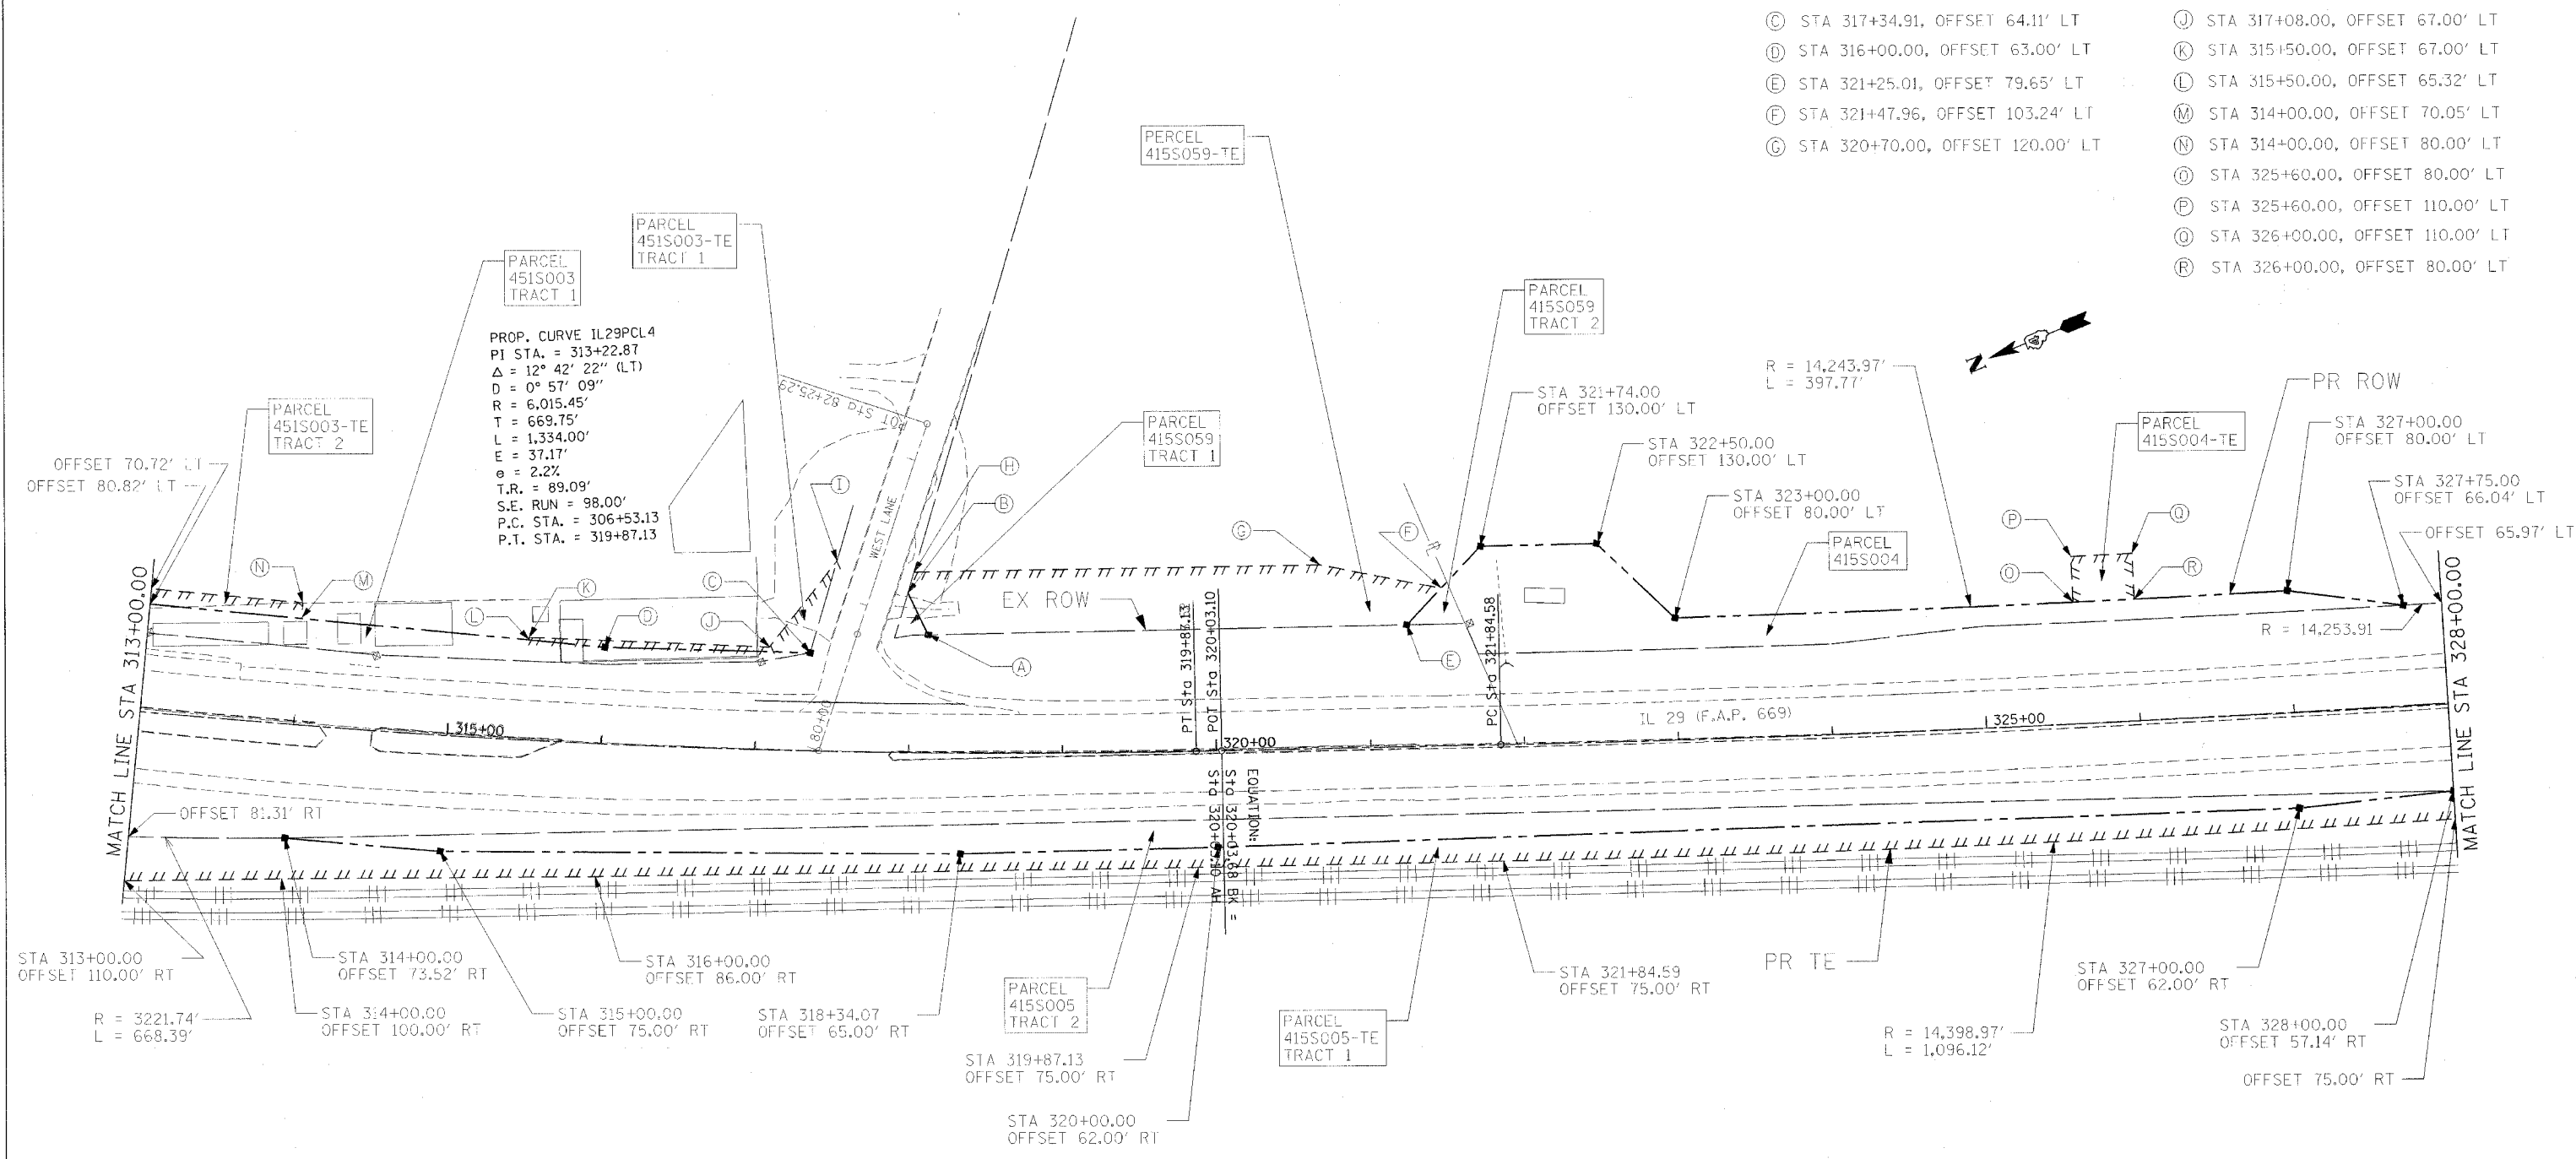 Ⓒ STA 317+34.91, OFFSET 64.11' LT
Ⓓ STA 316+00.00, OFFSET 63.00' LT
Ⓔ STA 321+25.01, OFFSET 79.65' LT
Ⓕ STA 321+47.96, OFFSET 103.24' LT
Ⓖ STA 320+70.00, OFFSET 120.00' LT
Ⓙ STA 317+08.00, OFFSET 67.00' LT
Ⓚ STA 315+50.00, OFFSET 67.00' LT
Ⓛ STA 315+50.00, OFFSET 65.32' LT
Ⓜ STA 314+00.00, OFFSET 70.05' LT
Ⓝ STA 314+00.00, OFFSET 80.00' LT
Ⓞ STA 325+60.00, OFFSET 80.00' LT
Ⓟ STA 325+60.00, OFFSET 110.00' LT
Ⓠ STA 326+00.00, OFFSET 110.00' LT
Ⓡ STA 326+00.00, OFFSET 80.00' LT
PERCEL
415S059-TE
PARCEL
451S003-TE
TRACT 1
PARCEL
451S003
TRACT 1
PROP. CURVE IL29PCL4
PI STA. = 313+22.87
Δ = 12° 42' 22" (LT)
D = 0° 57' 09"
R = 6,015.45'
T = 669.75'
L = 1,334.00'
E = 37.17'
e = 2.2%
T.R. = 89.09'
S.E. RUN = 98.00'
P.C. STA. = 306+53.13
P.T. STA. = 319+87.13
PARCEL
451S003-TE
TRACT 2
OFFSET 70.72' LT
OFFSET 80.82' LT
POT Sta 82+25.29
WEST LANE
PARCEL
415S059
TRACT 1
PARCEL
415S059
TRACT 2
STA 321+74.00
OFFSET 130.00' LT
STA 322+50.00
OFFSET 130.00' LT
STA 323+00.00
OFFSET 80.00' LT
PARCEL
415S004
R = 14,243.97'
L = 397.77'
N
PR ROW
PARCEL
415S004-TE
STA 327+00.00
OFFSET 80.00' LT
STA 327+75.00
OFFSET 66.04' LT
OFFSET 65.97' LT
R = 14,253.91
Ⓝ
Ⓜ
Ⓛ
Ⓚ
Ⓓ
Ⓙ
Ⓒ
Ⓘ
Ⓗ
Ⓑ
Ⓐ
Ⓖ
Ⓕ
Ⓔ
Ⓟ
Ⓠ
Ⓞ
Ⓡ
PL
EX ROW
MATCH LINE STA 313+00.00
315+00
80+00
PT Sta 319+87.13
POT Sta 320+03.10
320+00
PC Sta 321+84.58
IL 29 (F.A.P. 669)
325+00
MATCH LINE STA 328+00.00
EQUATION:
Sta 320+03.68 BK =
Sta 320+03.10 AH
OFFSET 81.31' RT
STA 313+00.00
OFFSET 110.00' RT
R = 3221.74'
L = 668.39'
STA 314+00.00
OFFSET 73.52' RT
STA 314+00.00
OFFSET 100.00' RT
STA 315+00.00
OFFSET 75.00' RT
STA 316+00.00
OFFSET 86.00' RT
STA 318+34.07
OFFSET 65.00' RT
PARCEL
415S005
TRACT 2
STA 319+87.13
OFFSET 75.00' RT
STA 320+00.00
OFFSET 62.00' RT
PARCEL
415S005-TE
TRACT 1
STA 321+84.59
OFFSET 75.00' RT
PR TE
R = 14,398.97'
L = 1,096.12'
STA 327+00.00
OFFSET 62.00' RT
STA 328+00.00
OFFSET 57.14' RT
OFFSET 75.00' RT